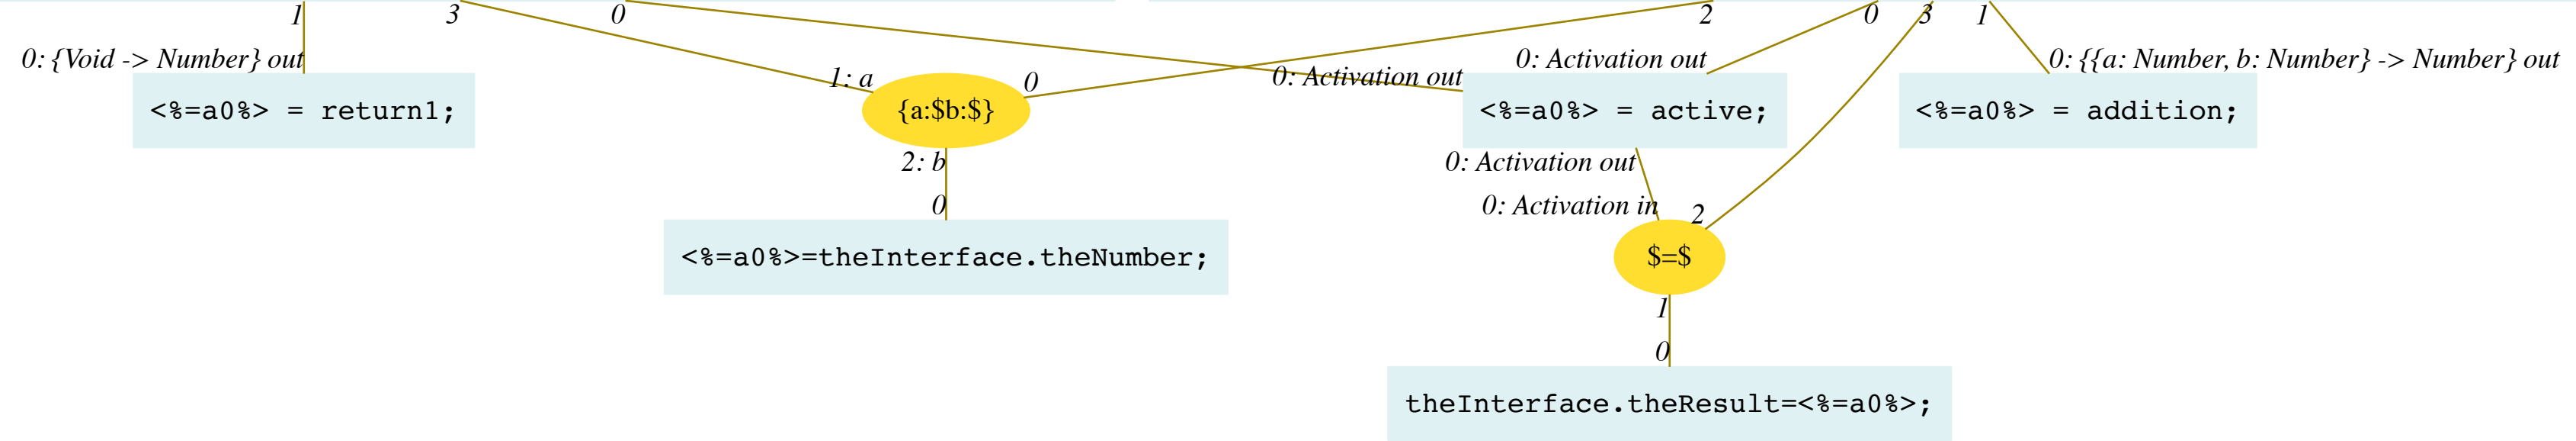 1 3 0 2 0 3 1
0: {Void -> Number} out 0: Activation out 0: {{a: Number, b: Number} -> Number} out
1: a 0 0: Activation out
<%=a0%> = return1; {a:$b:$} <%=a0%> = active; <%=a0%> = addition;
2: b 0: Activation out
0 0: Activation in 2
<%=a0%>=theInterface.theNumber; $=$
1
0
theInterface.theResult=<%=a0%>;